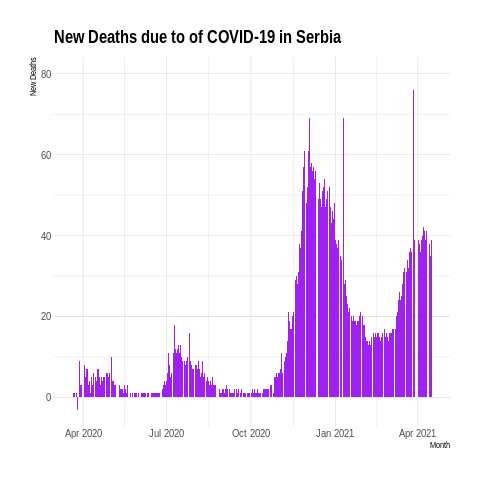 New Deaths due to of COVID-19 in Serbia
New Deaths
80
60
40
20
0
Apr 2020 Jul 2020 Oct 2020 Jan 2021 Apr 2021
Month